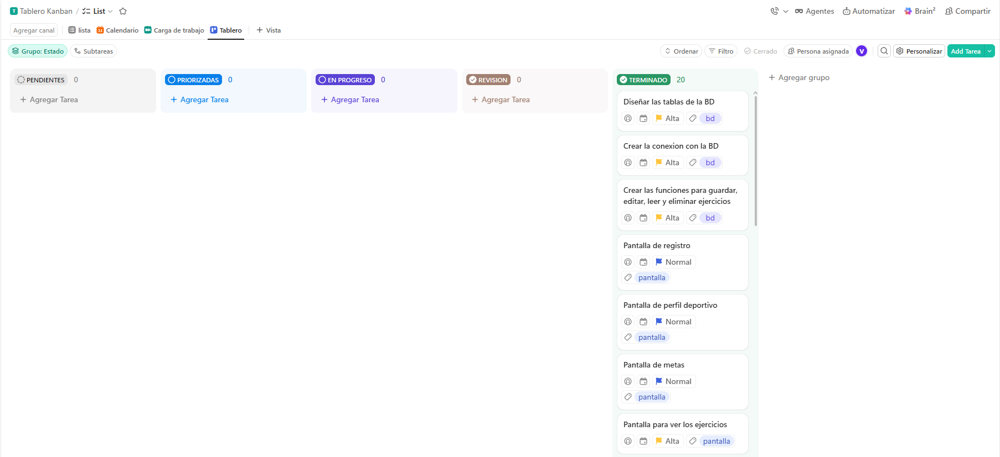 Tablero Kanban / List
Agentes Automatizar Brain² Compartir
Agregar canal lista Calendario Carga de trabajo Tablero + Vista
Grupo: Estado Subtareas
Ordenar Filtro Cerrado Persona asignada V Personalizar Add Tarea
PENDIENTES 0
+ Agregar Tarea
PRIORIZADAS 0
+ Agregar Tarea
EN PROGRESO 0
+ Agregar Tarea
REVISION 0
+ Agregar Tarea
TERMINADO 20
Diseñar las tablas de la BD
Alta bd
Crear la conexion con la BD
Alta bd
Crear las funciones para guardar,
editar, leer y eliminar ejercicios
Alta bd
Pantalla de registro
Normal
pantalla
Pantalla de perfil deportivo
Normal
pantalla
Pantalla de metas
Normal
pantalla
Pantalla para ver los ejercicios
Alta pantalla
+ Agregar grupo